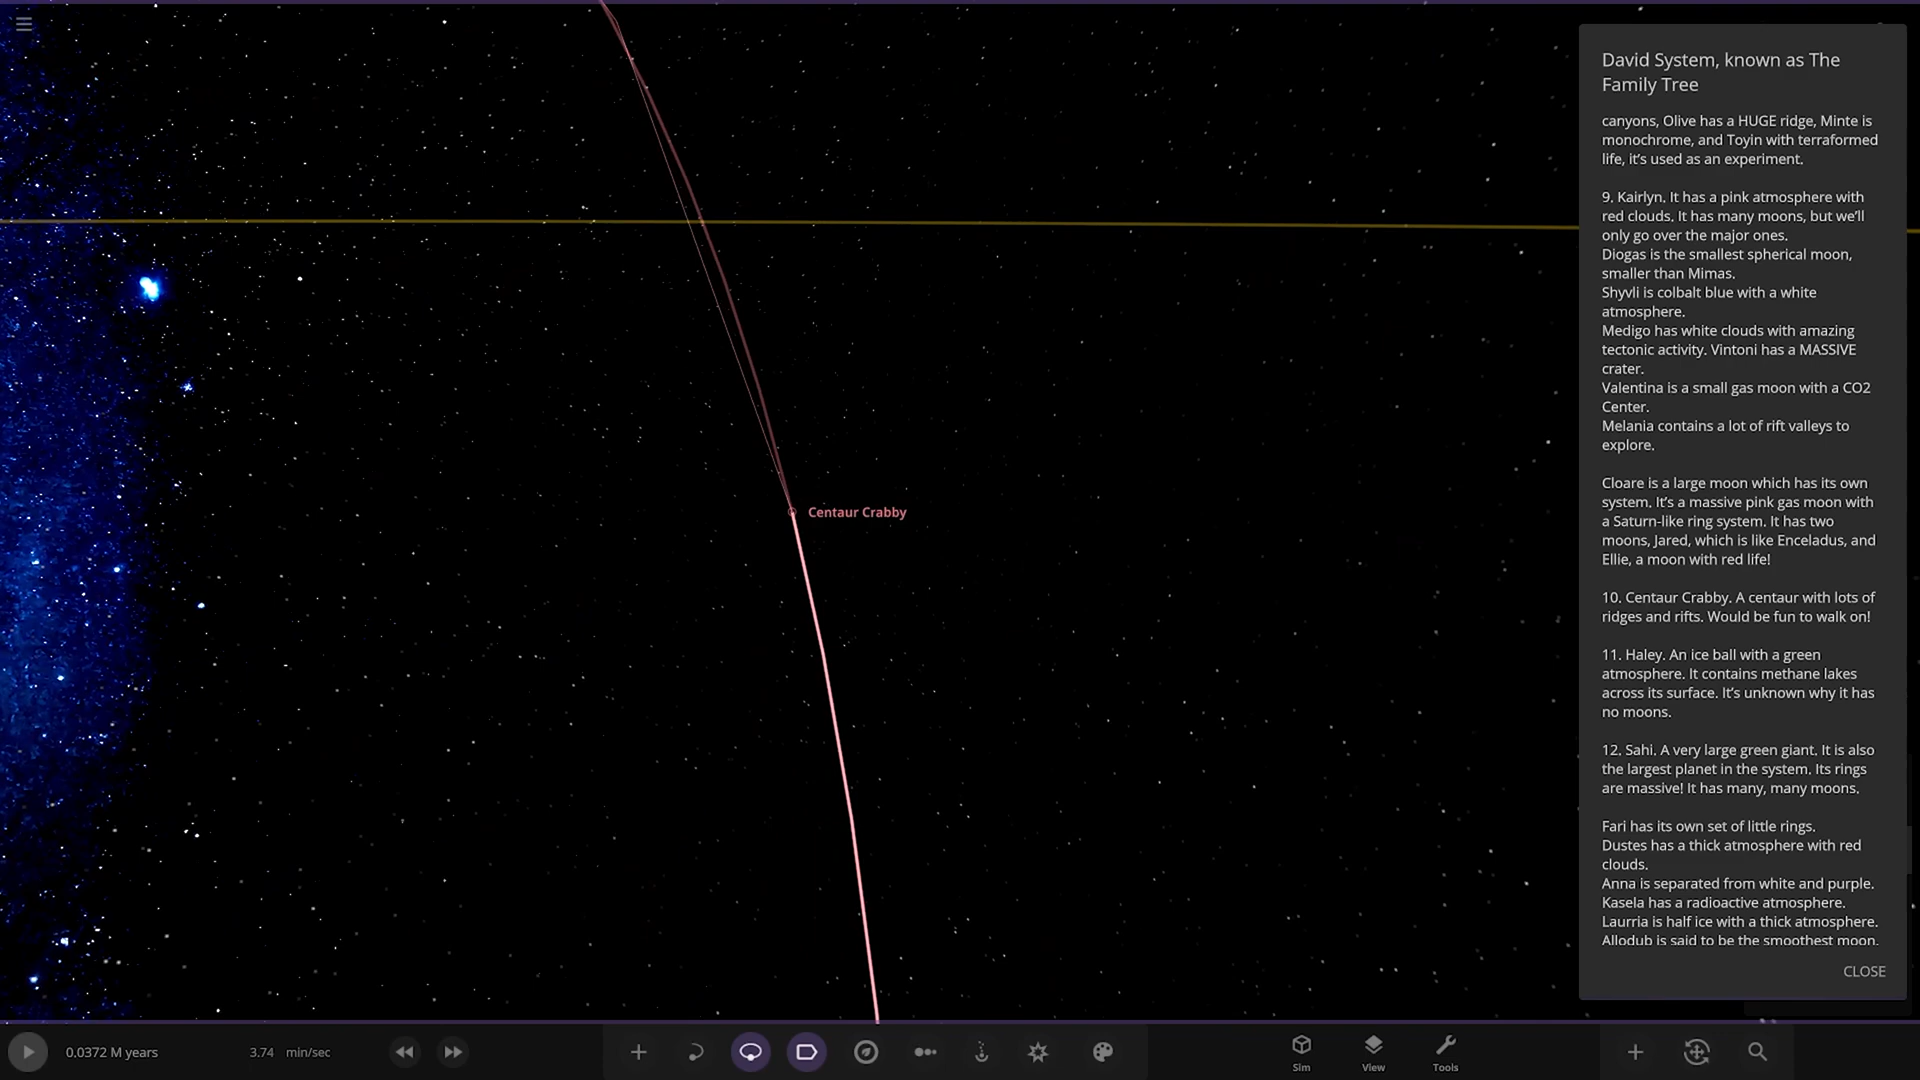 David System, known as The
Family Tree
canyons, Olive has a HUGE ridge, Minte is
monochrome, and Toyin with terraformed
life, it's used as an experiment.
9. Kairlyn. It has a pink atmosphere with
red clouds. It has many moons, but we'll
only go over the major ones.
Diogas is the smallest spherical moon,
smaller than Mimas.
Shyvli is colbalt blue with a white
atmosphere.
Medigo has white clouds with amazing
tectonic activity. Vintoni has a MASSIVE
crater.
Valentina is a small gas moon with a CO2
Center.
Melania contains a lot of rift valleys to
explore.
Cloare is a large moon which has its own
system. It's a massive pink gas moon with
a Saturn-like ring system. It has two
moons, Jared, which is like Enceladus, and
Ellie, a moon with red life!
10. Centaur Crabby. A centaur with lots of
ridges and rifts. Would be fun to walk on!
11. Haley. An ice ball with a green
atmosphere. It contains methane lakes
across its surface. It's unknown why it has
no moons.
12. Sahi. A very large green giant. It is also
the largest planet in the system. Its rings
are massive! It has many, many moons.
Fari has its own set of little rings.
Dustes has a thick atmosphere with red
clouds.
Anna is separated from white and purple.
Kasela has a radioactive atmosphere.
Laurria is half ice with a thick atmosphere.
Allodub is said to be the smoothest moon.
CLOSE
Centaur Crabby
0.0372 M years
3.74 min/sec
Sim
View
Tools